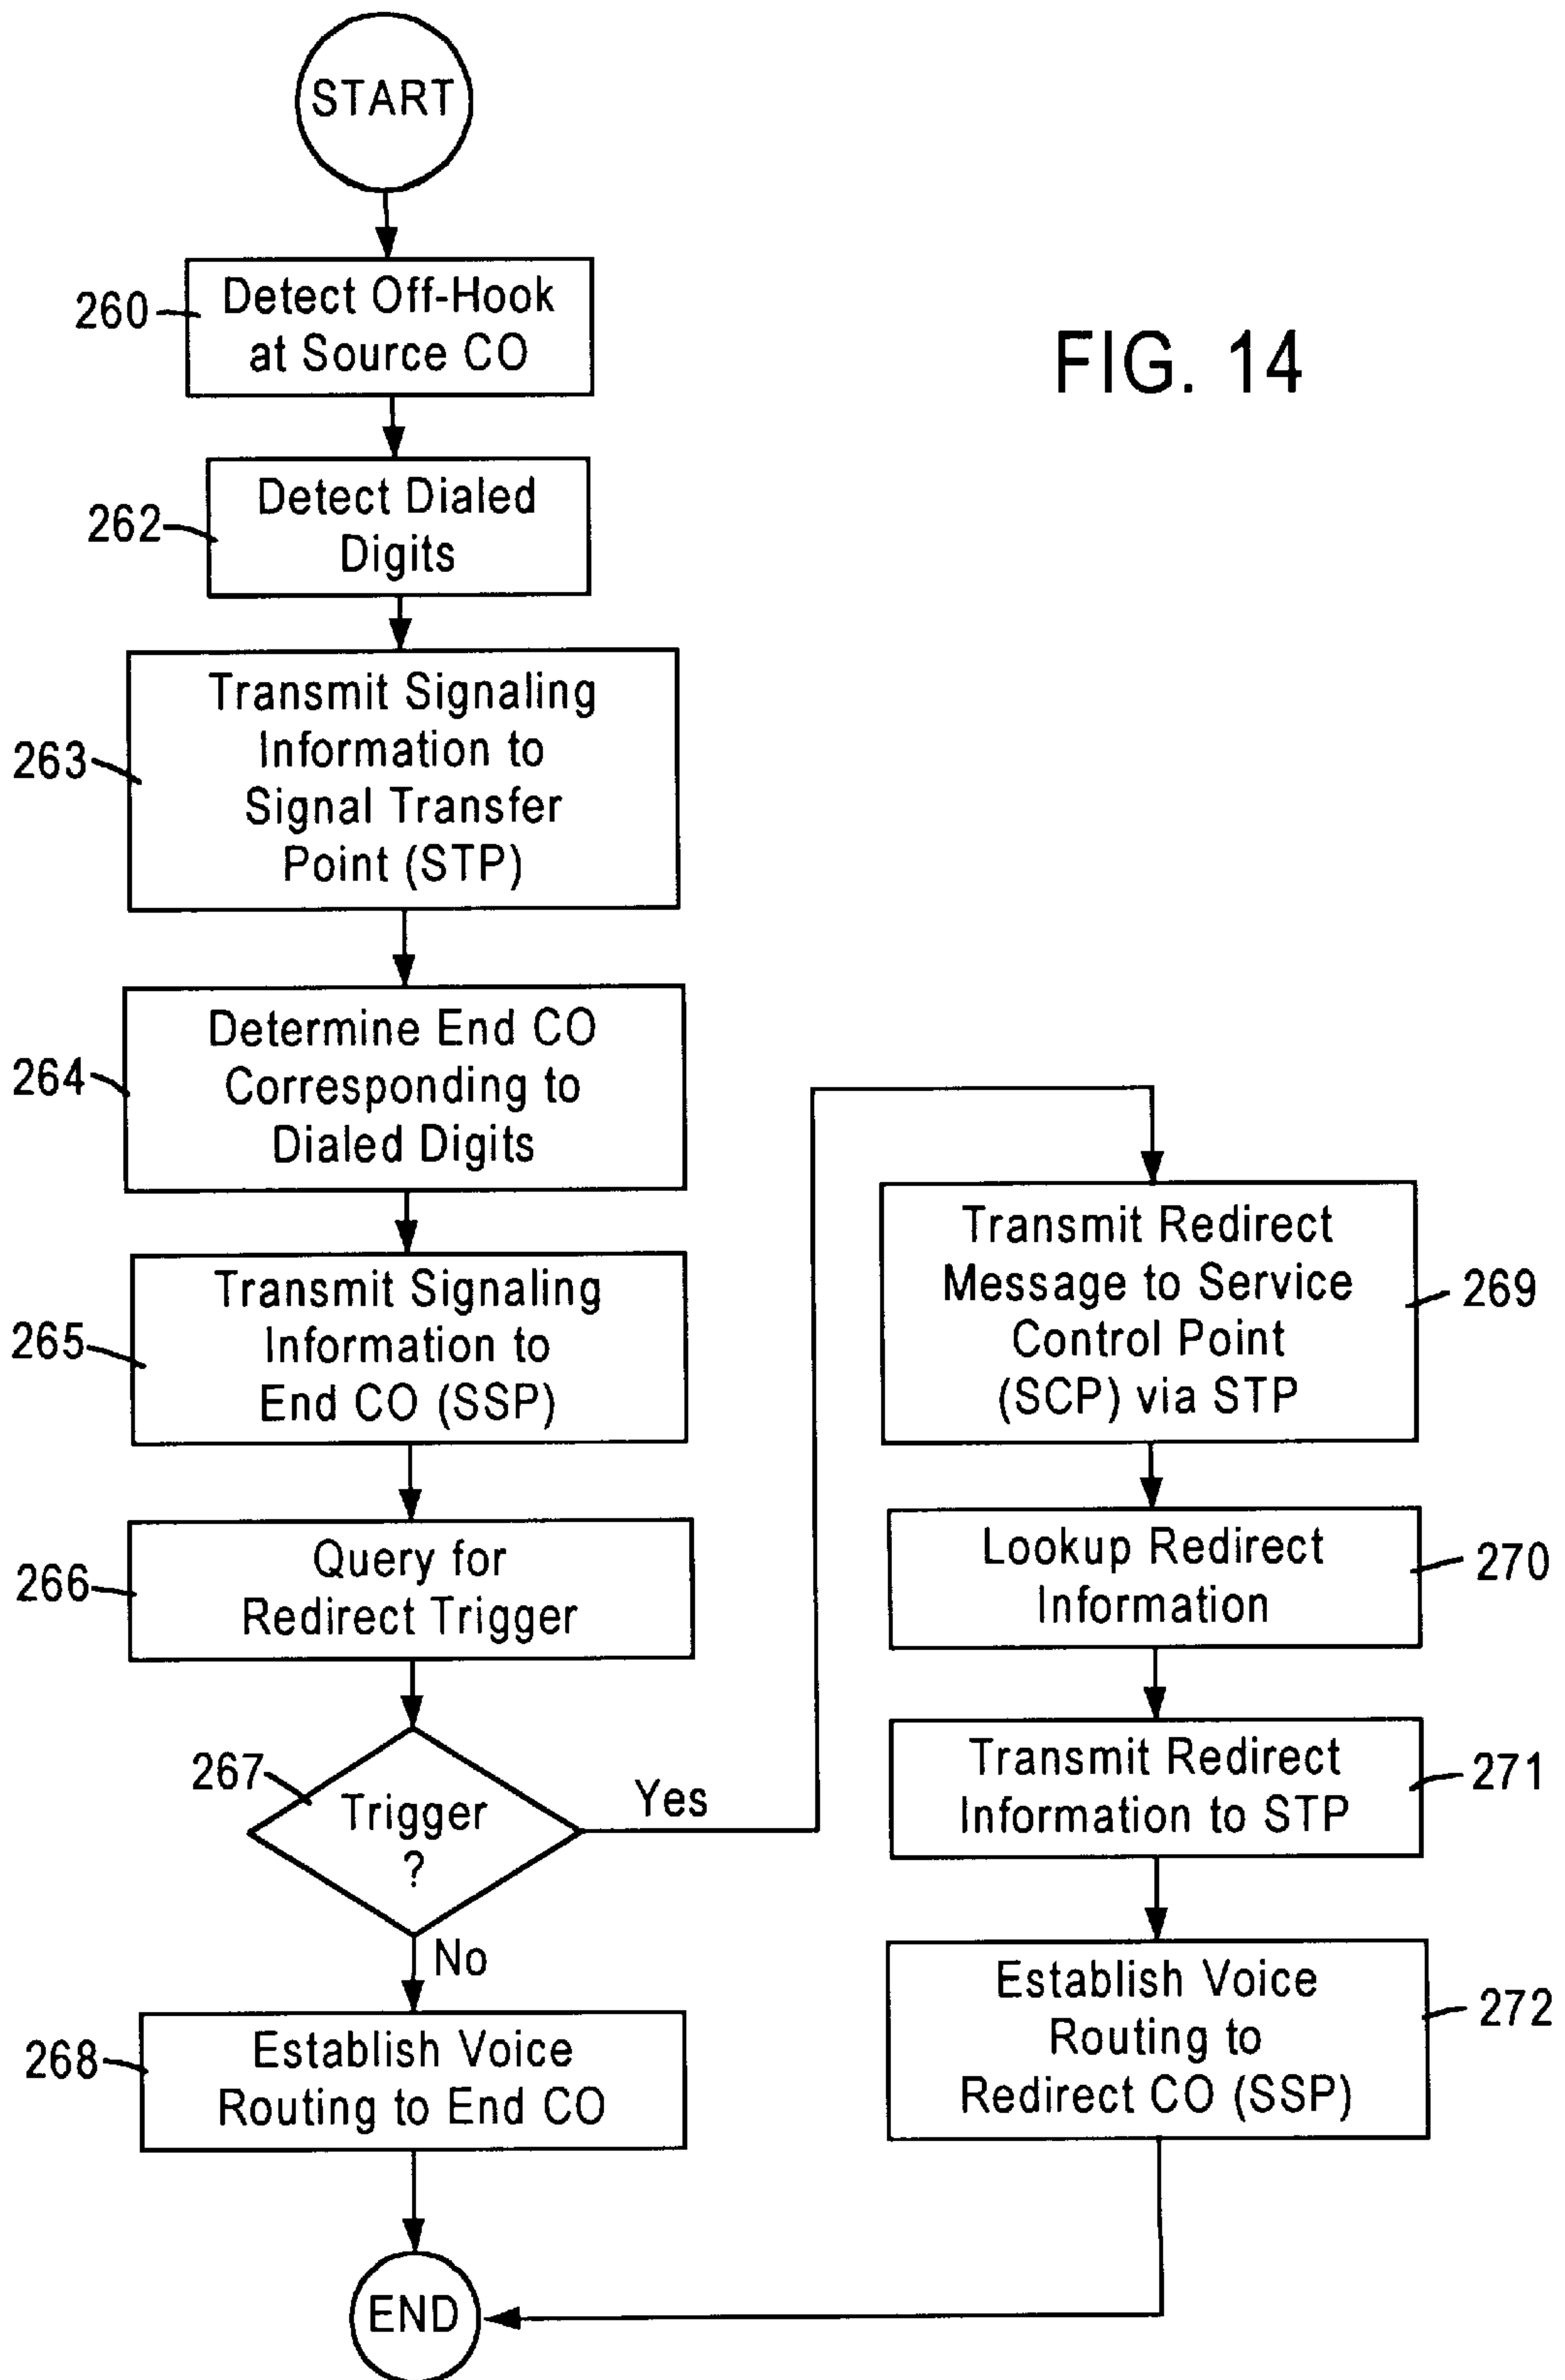 START
260
Detect Off-Hook
at Source CO
FIG. 14
262
Detect Dialed
Digits
263
Transmit Signaling
Information to
Signal Transfer
Point (STP)
264
Determine End CO
Corresponding to
Dialed Digits
265
Transmit Signaling
Information to
End CO (SSP)
266
Query for
Redirect Trigger
267
Trigger
?
Yes
No
268
Establish Voice
Routing to End CO
Transmit Redirect
Message to Service
Control Point
(SCP) via STP
269
Lookup Redirect
Information
270
Transmit Redirect
Information to STP
271
Establish Voice
Routing to
Redirect CO (SSP)
272
END